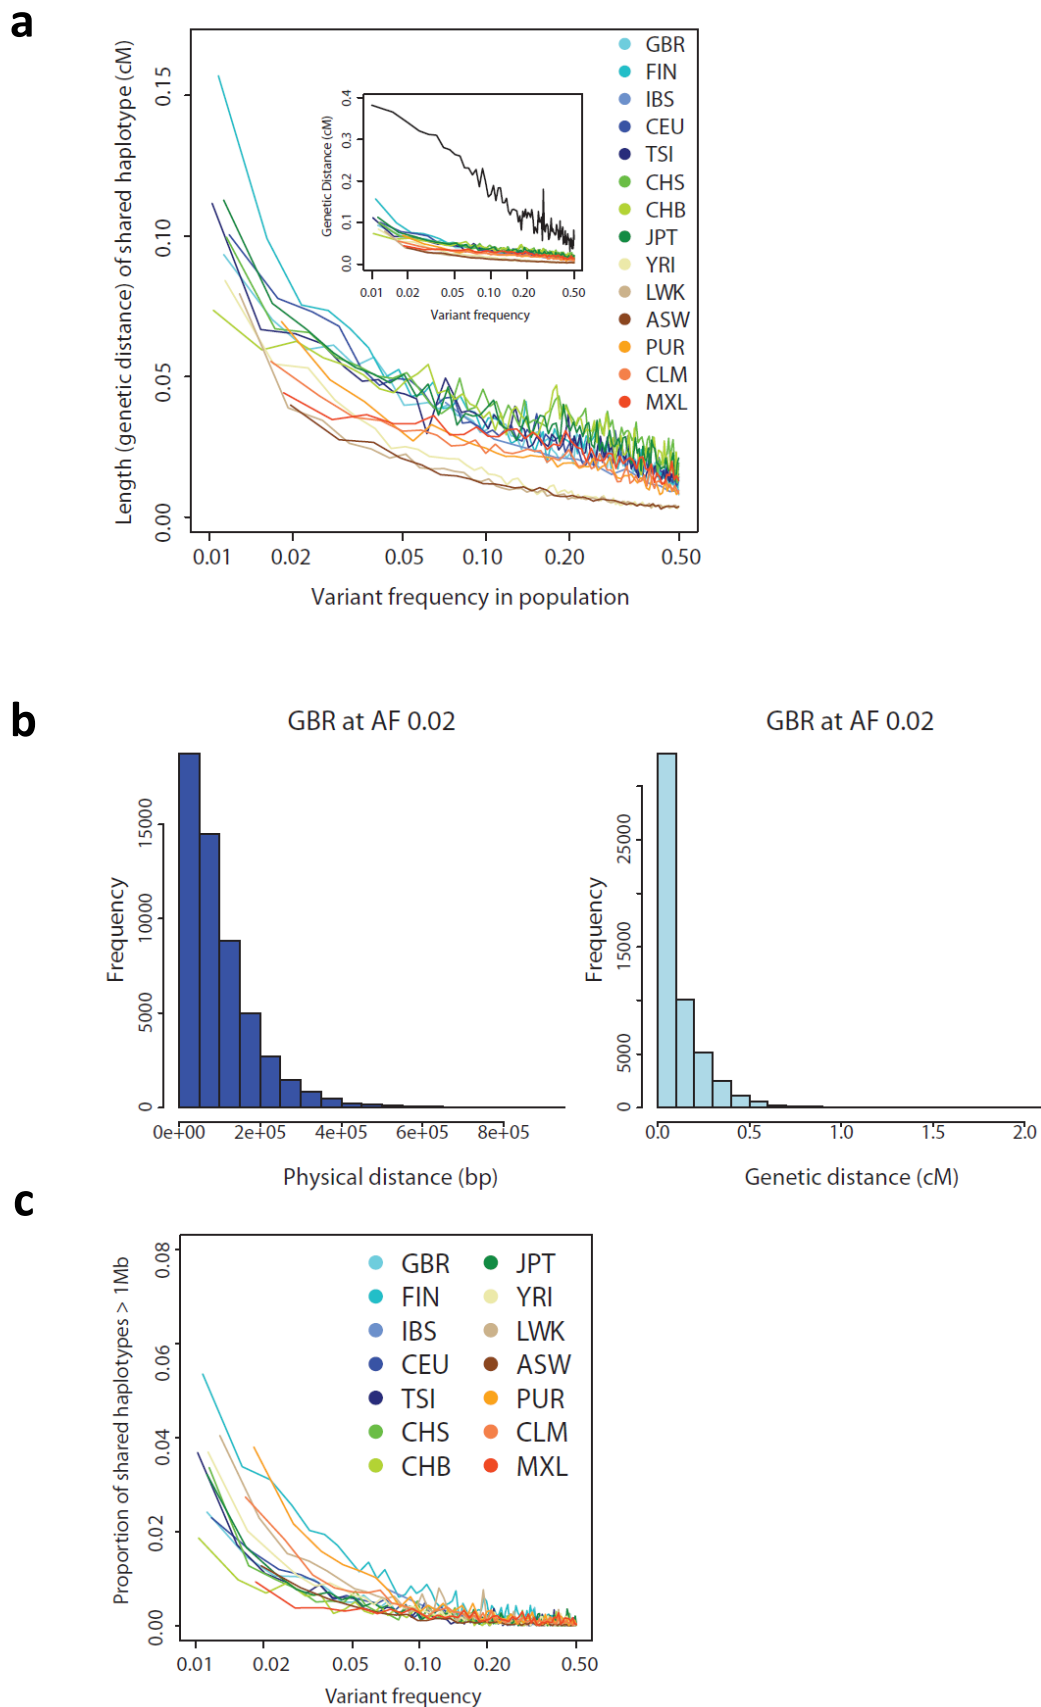 a
Length (genetic distance) of shared haplotype (cM)
0.15
0.10
0.05
0.00
0.01 0.02 0.05 0.10 0.20 0.50
Variant frequency in population
GBR
FIN
IBS
CEU
TSI
CHS
CHB
JPT
YRI
LWK
ASW
PUR
CLM
MXL
Genetic Distance (cM)
0.4
0.3
0.2
0.1
0.0
0.01 0.02 0.05 0.10 0.20 0.50
Variant frequency
b
GBR at AF 0.02
Frequency
15000
10000
5000
0
0e+00 2e+05 4e+05 6e+05 8e+05
Physical distance (bp)
GBR at AF 0.02
Frequency
25000
15000
5000
0
0.0 0.5 1.0 1.5 2.0
Genetic distance (cM)
c
Proportion of shared haplotypes > 1Mb
0.08
0.06
0.04
0.02
0.00
GBR JPT
FIN YRI
IBS LWK
CEU ASW
TSI PUR
CHS CLM
CHB MXL
0.01 0.02 0.05 0.10 0.20 0.50
Variant frequency